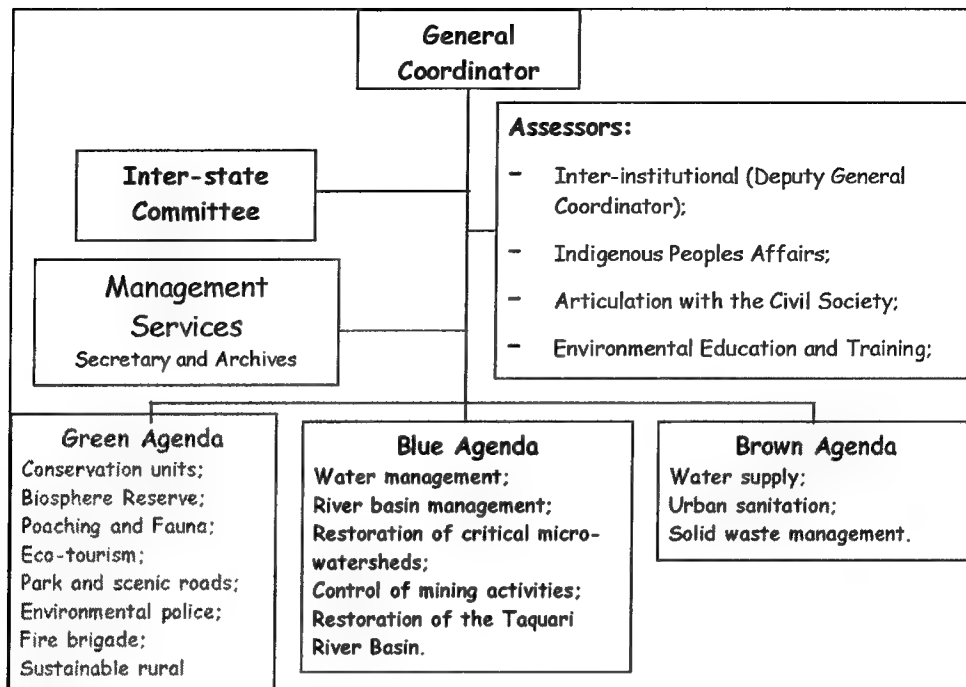 General
Coordinator
Assessors:
- Inter-institutional (Deputy General
Coordinator);
- Indigenous Peoples Affairs;
- Articulation with the Civil Society;
- Environmental Education and Training;
Inter-state
Committee
Management
Services
Secretary and Archives
Green Agenda
Conservation units;
Biosphere Reserve;
Poaching and Fauna;
Eco-tourism;
Park and scenic roads;
Environmental police;
Fire brigade;
Sustainable rural
Blue Agenda
Water management;
River basin management;
Restoration of critical micro-
watersheds;
Control of mining activities;
Restoration of the Taquari
River Basin.
Brown Agenda
Water supply;
Urban sanitation;
Solid waste management.